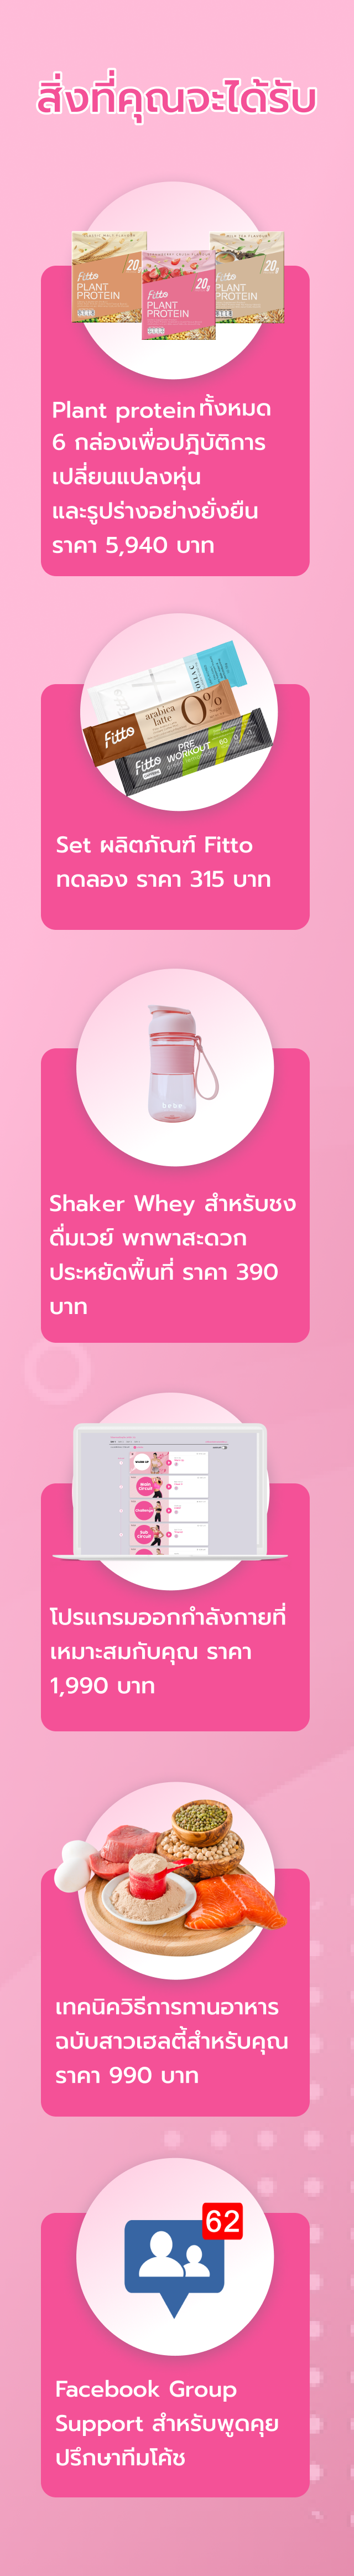 สิ่งที่คุณจะได้รับ
Fitto
PLANT
PROTEIN
20g
Fitto
PLANT
PROTEIN
20g
Fitto
PLANT
PROTEIN
20g
Plant protein ทั้งหมด
6 กล่องเพื่อปฎิบัติการ
เปลี่ยนแปลงหุ่น
และรูปร่างอย่างยั่งยืน
ราคา 5,940 บาท
Fitto
arabica
latte
0%
Fitto
PRE
WORKOUT
Set ผลิตภัณฑ์ Fitto
ทดลอง ราคา 315 บาท
Shaker Whey สำหรับชง
ดื่มเวย์ พกพาสะดวก
ประหยัดพื้นที่ ราคา 390
บาท
โปรแกรมออกกำลังกายที่
เหมาะสมกับคุณ ราคา
1,990 บาท
เทคนิควิธีการทานอาหาร
ฉบับสาวเฮลตี้สำหรับคุณ
ราคา 990 บาท
62
Facebook Group
Support สำหรับพูดคุย
ปรึกษาทีมโค้ช